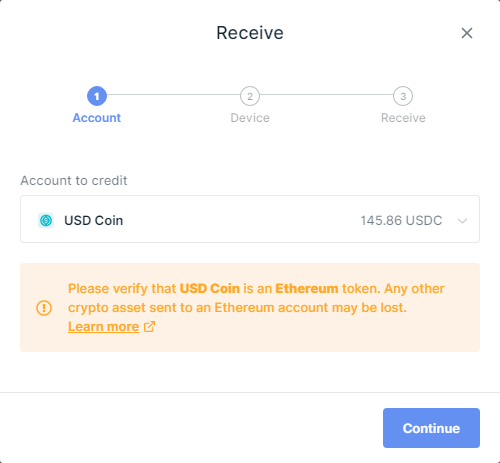 Receive
1
2
3
Account
Device
Receive
Account to credit
USD Coin
145.86 USDC
Please verify that USD Coin is an Ethereum token. Any other
crypto asset sent to an Ethereum account may be lost.
Learn more
Continue